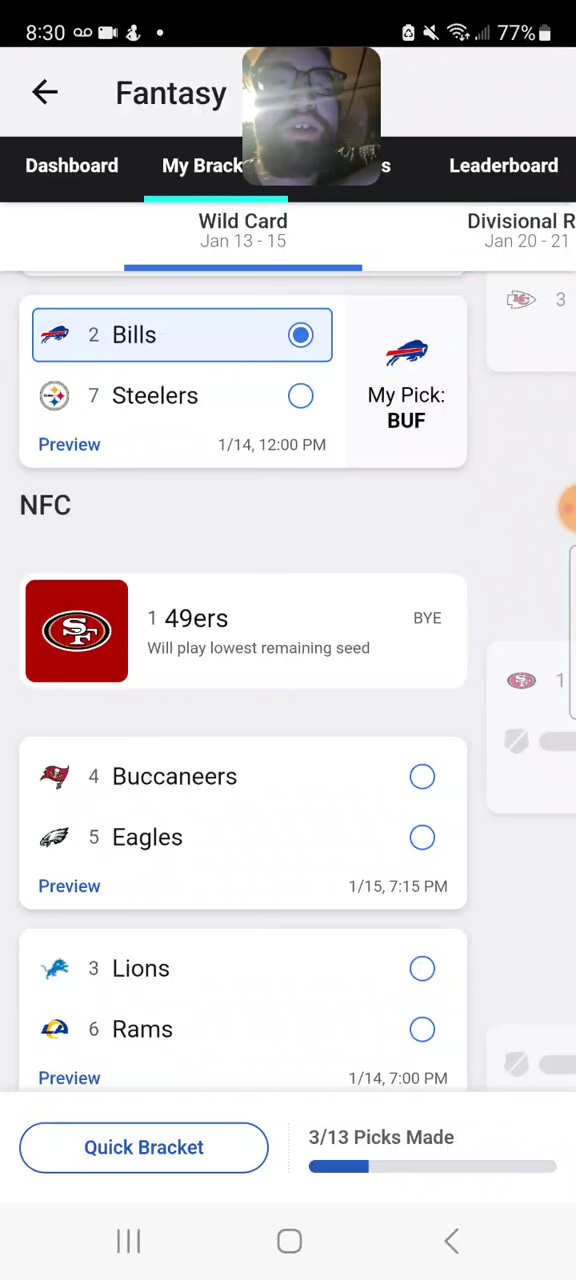 8:30
77%
Fantasy
Dashboard
My Brack
s
Leaderboard
Wild Card
Jan 13 - 15
Divisional R
Jan 20 - 21
2 Bills
7 Steelers
Preview
1/14, 12:00 PM
My Pick:
BUF
3
NFC
1 49ers
BYE
Will play lowest remaining seed
1
4 Buccaneers
5 Eagles
Preview
1/15, 7:15 PM
3 Lions
6 Rams
Preview
1/14, 7:00 PM
Quick Bracket
3/13 Picks Made